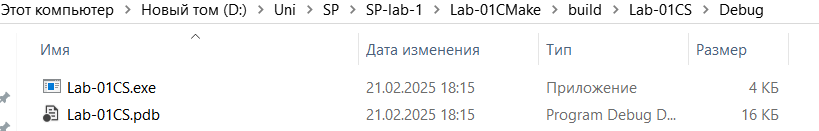 Этот компьютер > Новый том (D:) > Uni > SP > SP-lab-1 > Lab-01CMake > build > Lab-01CS > Debug
Имя Дата изменения Тип Размер
Lab-01CS.exe 21.02.2025 18:15 Приложение 4 КБ
Lab-01CS.pdb 21.02.2025 18:15 Program Debug D... 16 КБ